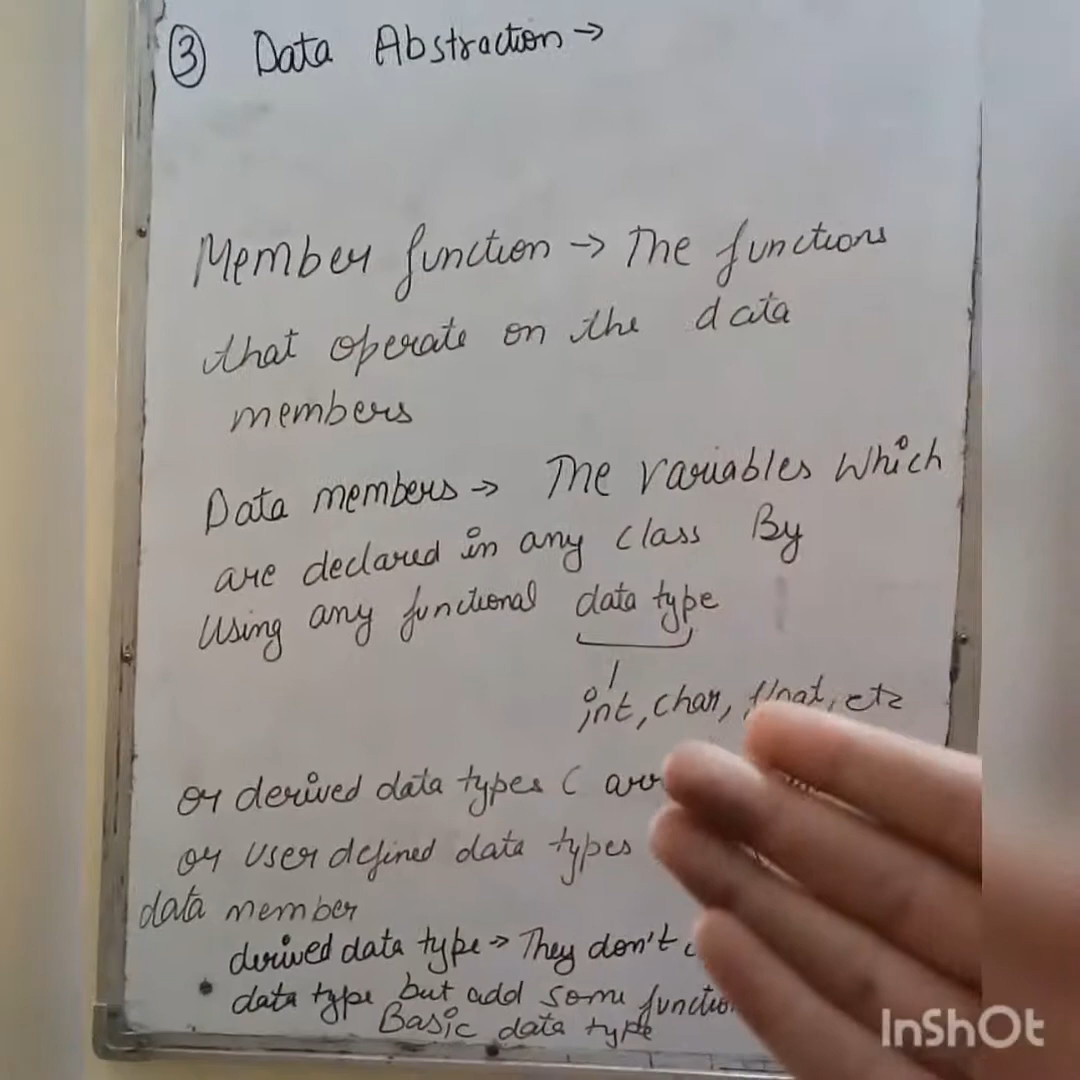 ③ Data Abstraction →
Member function → The functions
that operate on the data
members
Data members → The variables which
are declared in any class By
Using any functional data type
int, char, float, etc
or derived data types (
or user defined data types
data member
derived data type → They don't
• data type but add some
Basic data type
InShOt